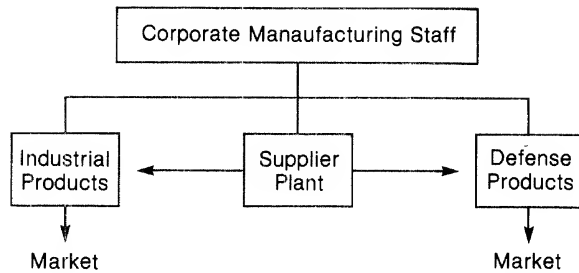 Corporate Manaufacturing Staff
Industrial
Products
Supplier
Plant
Defense
Products
Market
Market